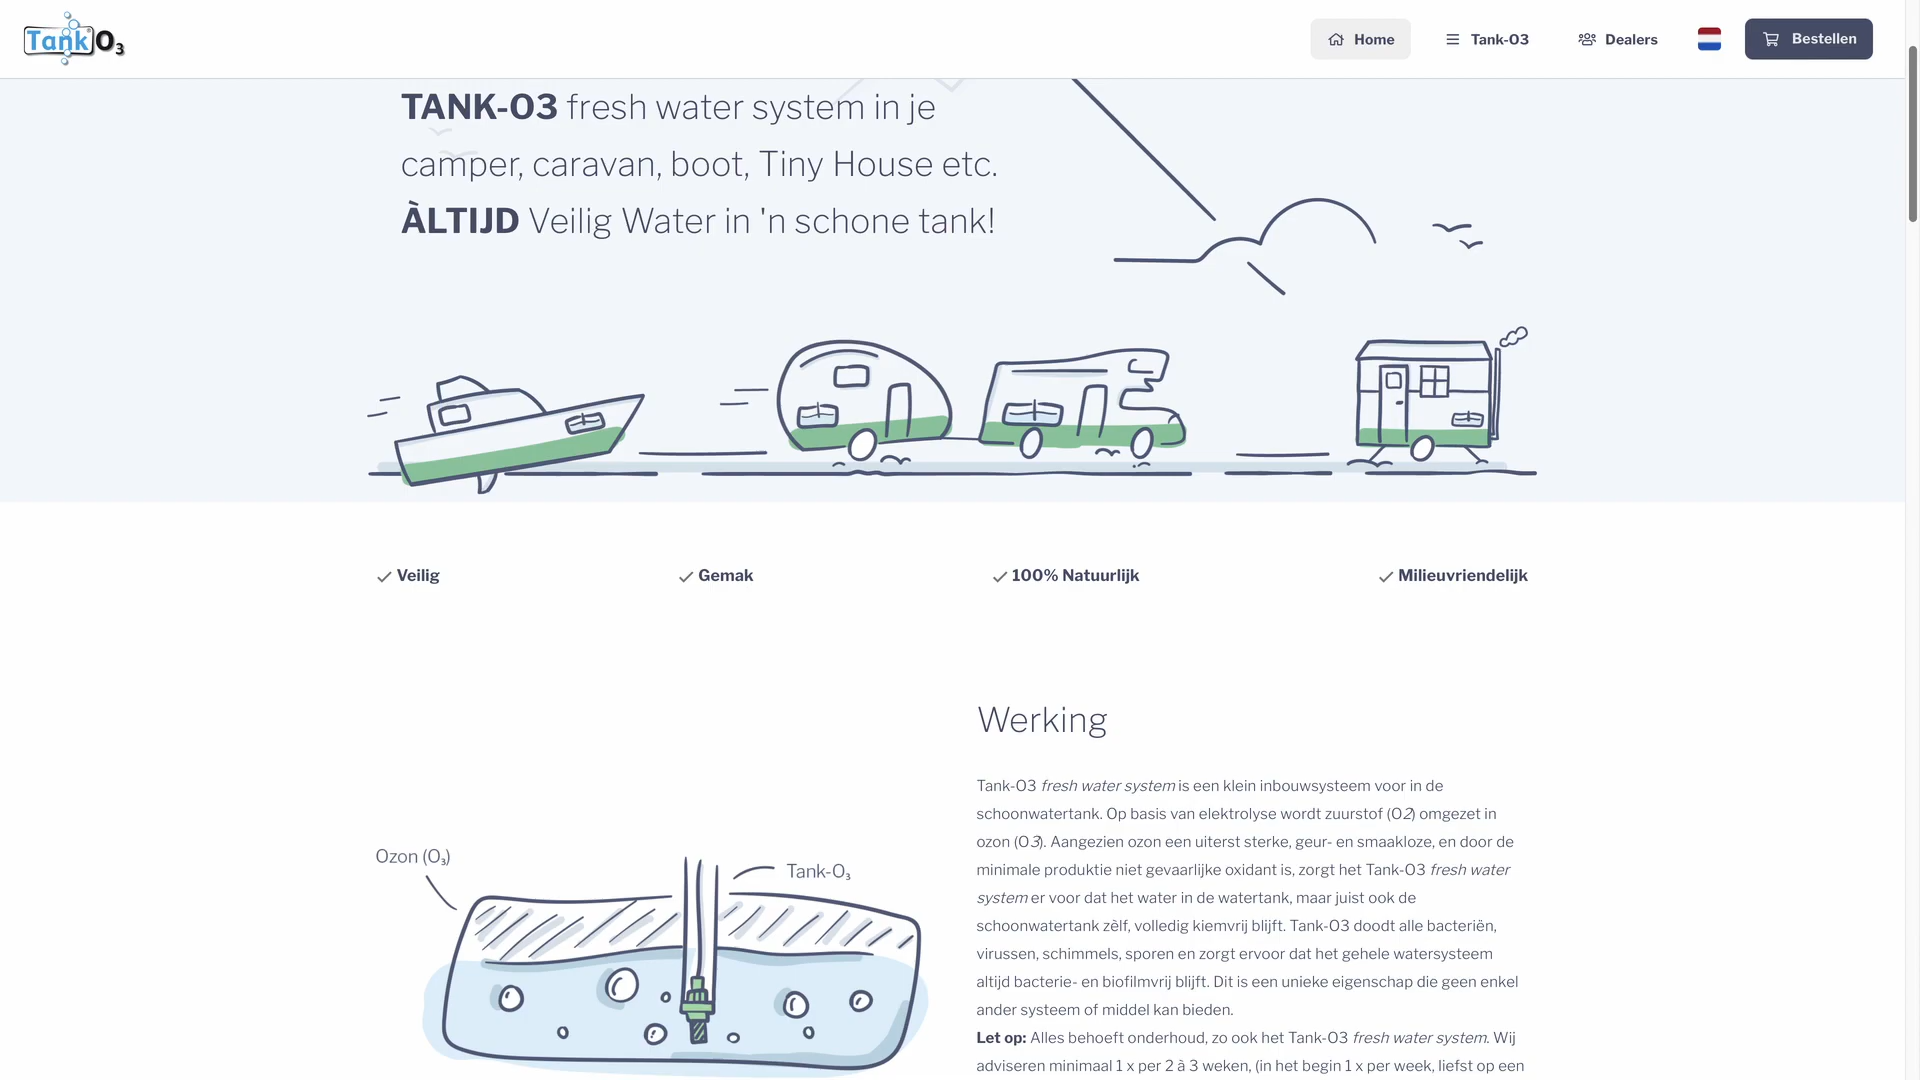 Tank O₃
Home
Tank-O3
Dealers
Bestellen
TANK-O3 fresh water system in je
camper, caravan, boot, Tiny House etc.
ÀLTIJD Veilig Water in 'n schone tank!
Veilig
Gemak
100% Natuurlijk
Milieuvriendelijk
Werking
Tank-O3 fresh water system is een klein inbouwsysteem voor in de
schoonwatertank. Op basis van elektrolyse wordt zuurstof (O2) omgezet in
ozon (O3). Aangezien ozon een uiterst sterke, geur- en smaakloze, en door de
minimale produktie niet gevaarlijke oxidant is, zorgt het Tank-O3 fresh water
system er voor dat het water in de watertank, maar juist ook de
schoonwatertank zèlf, volledig kiemvrij blijft. Tank-O3 doodt alle bacteriën,
virussen, schimmels, sporen en zorgt ervoor dat het gehele watersysteem
altijd bacterie- en biofilmvrij blijft. Dit is een unieke eigenschap die geen enkel
ander systeem of middel kan bieden.
Let op: Alles behoeft onderhoud, zo ook het Tank-O3 fresh water system. Wij
adviseren minimaal 1 x per 2 à 3 weken, (in het begin 1 x per week, liefst op een
Ozon (O₃)
Tank-O₃